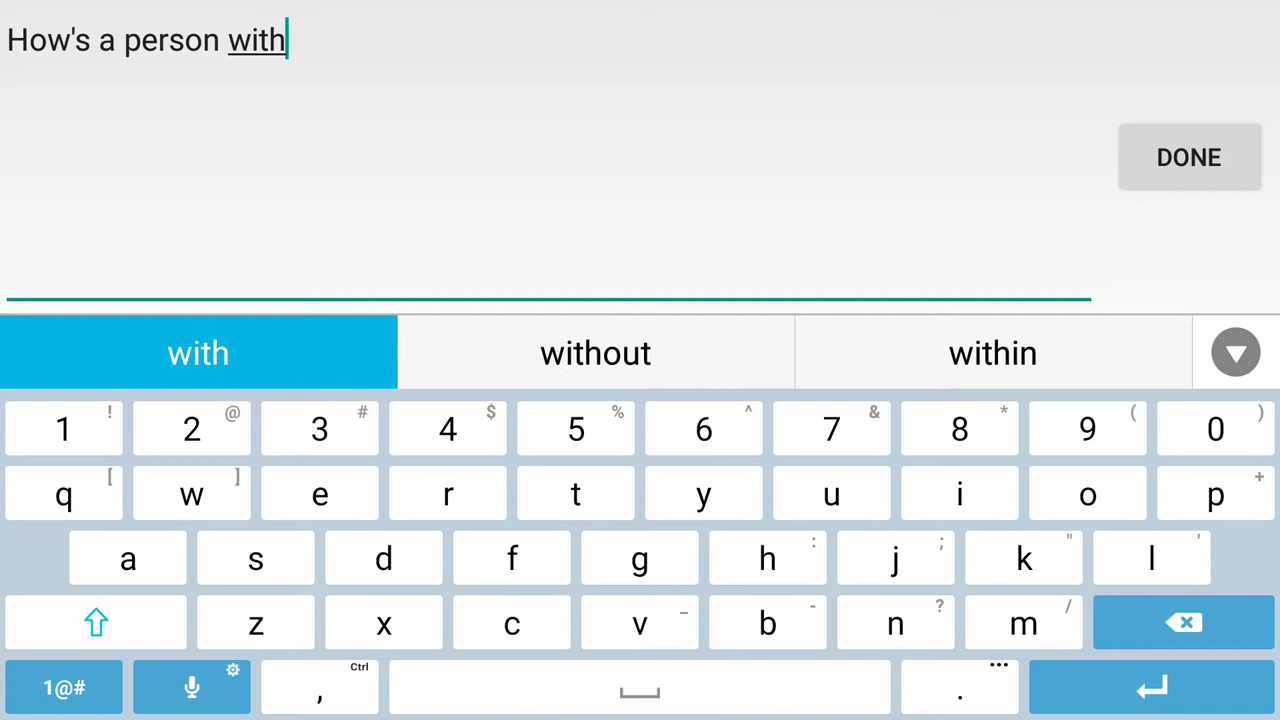 How's a person with
DONE
with without within
1 ! 2 @ 3 # 4 $ 5 % 6 ^ 7 & 8 * 9 ( 0 )
q [ w ] e r t y u i o p +
a s d f g h : j ; k " l '
z x c v _ b - n ? m /
1@# , Ctrl . ...